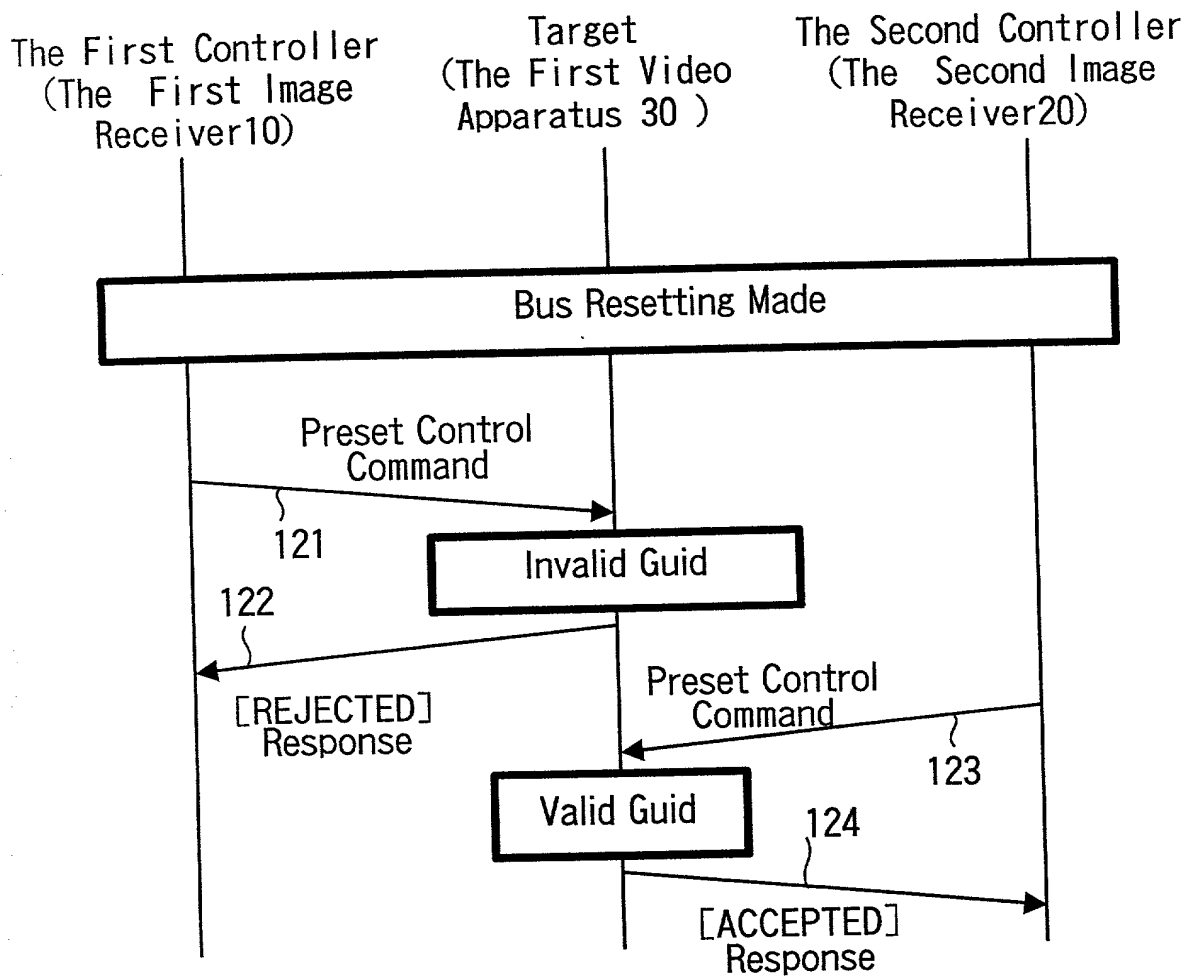 The First Controller
(The First Image
Receiver10)
Target
(The First Video
Apparatus 30 )
The Second Controller
(The Second Image
Receiver20)
Bus Resetting Made
Preset Control
Command
121
Invalid Guid
122
[REJECTED]
Response
Preset Control
Command
123
Valid Guid
124
[ACCEPTED]
Response